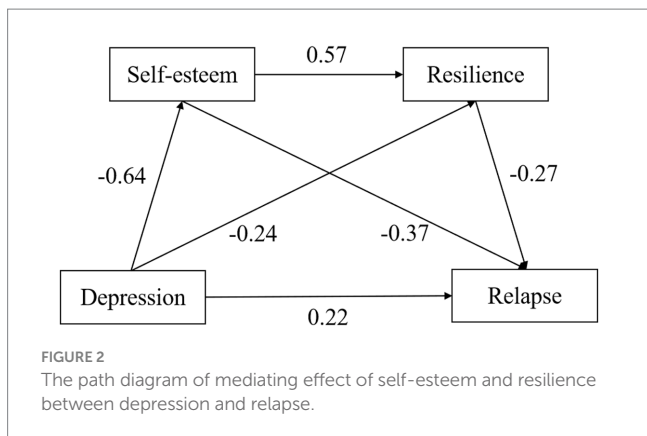 0.57
Self-esteem
Resilience
-0.64
-0.27
-0.24
-0.37
Depression
Relapse
0.22
FIGURE 2
The path diagram of mediating effect of self-esteem and resilience
between depression and relapse.